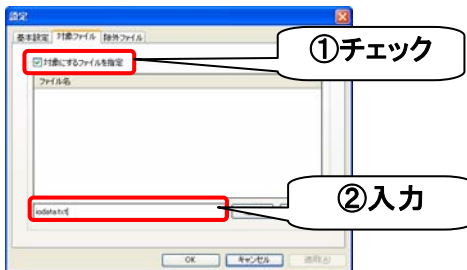 設定
基本設定 対象ファイル 除外ファイル
①チェック
対象にするファイルを指定
ファイル名
②入力
iodata.txt
OK キャンセル 適用(A)